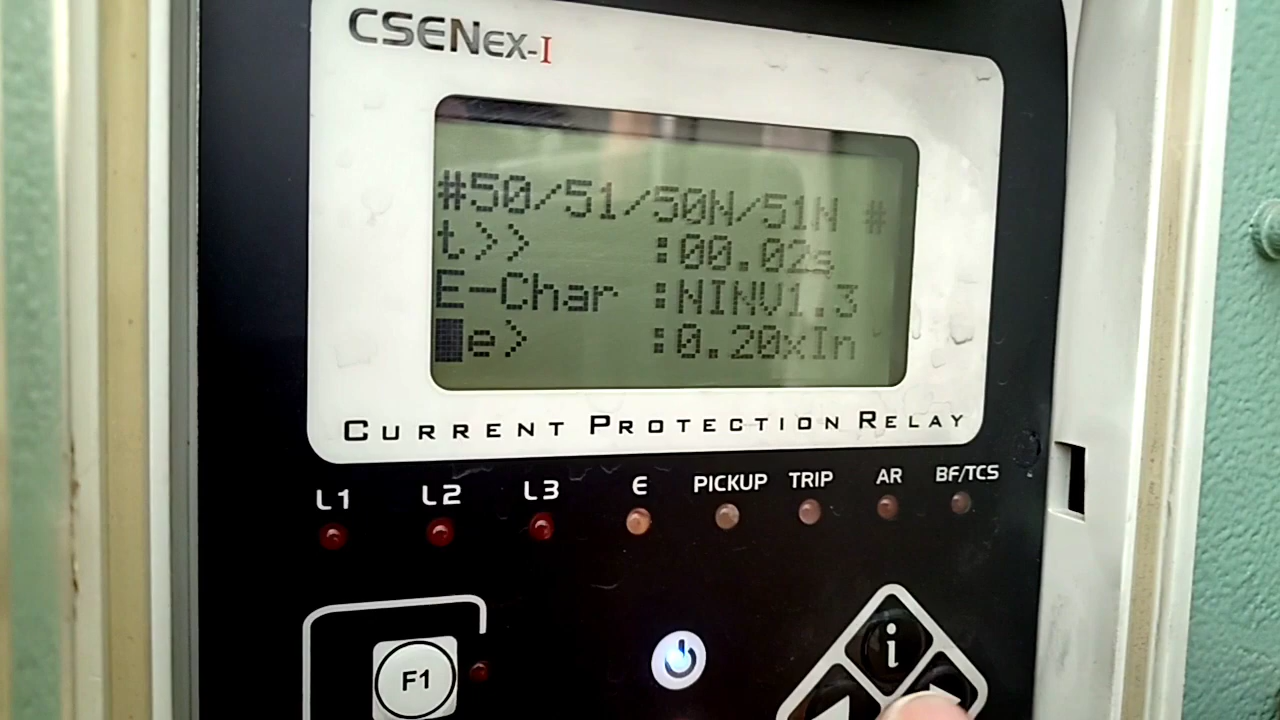 CSENEX-I
#50/51/50N/51N #
t>> :00.02s
E-Char :NINV1.3
e> :0.20xIn
CURRENT PROTECTION RELAY
L1 L2 L3 E PICKUP TRIP AR BF/TCS
i
F1